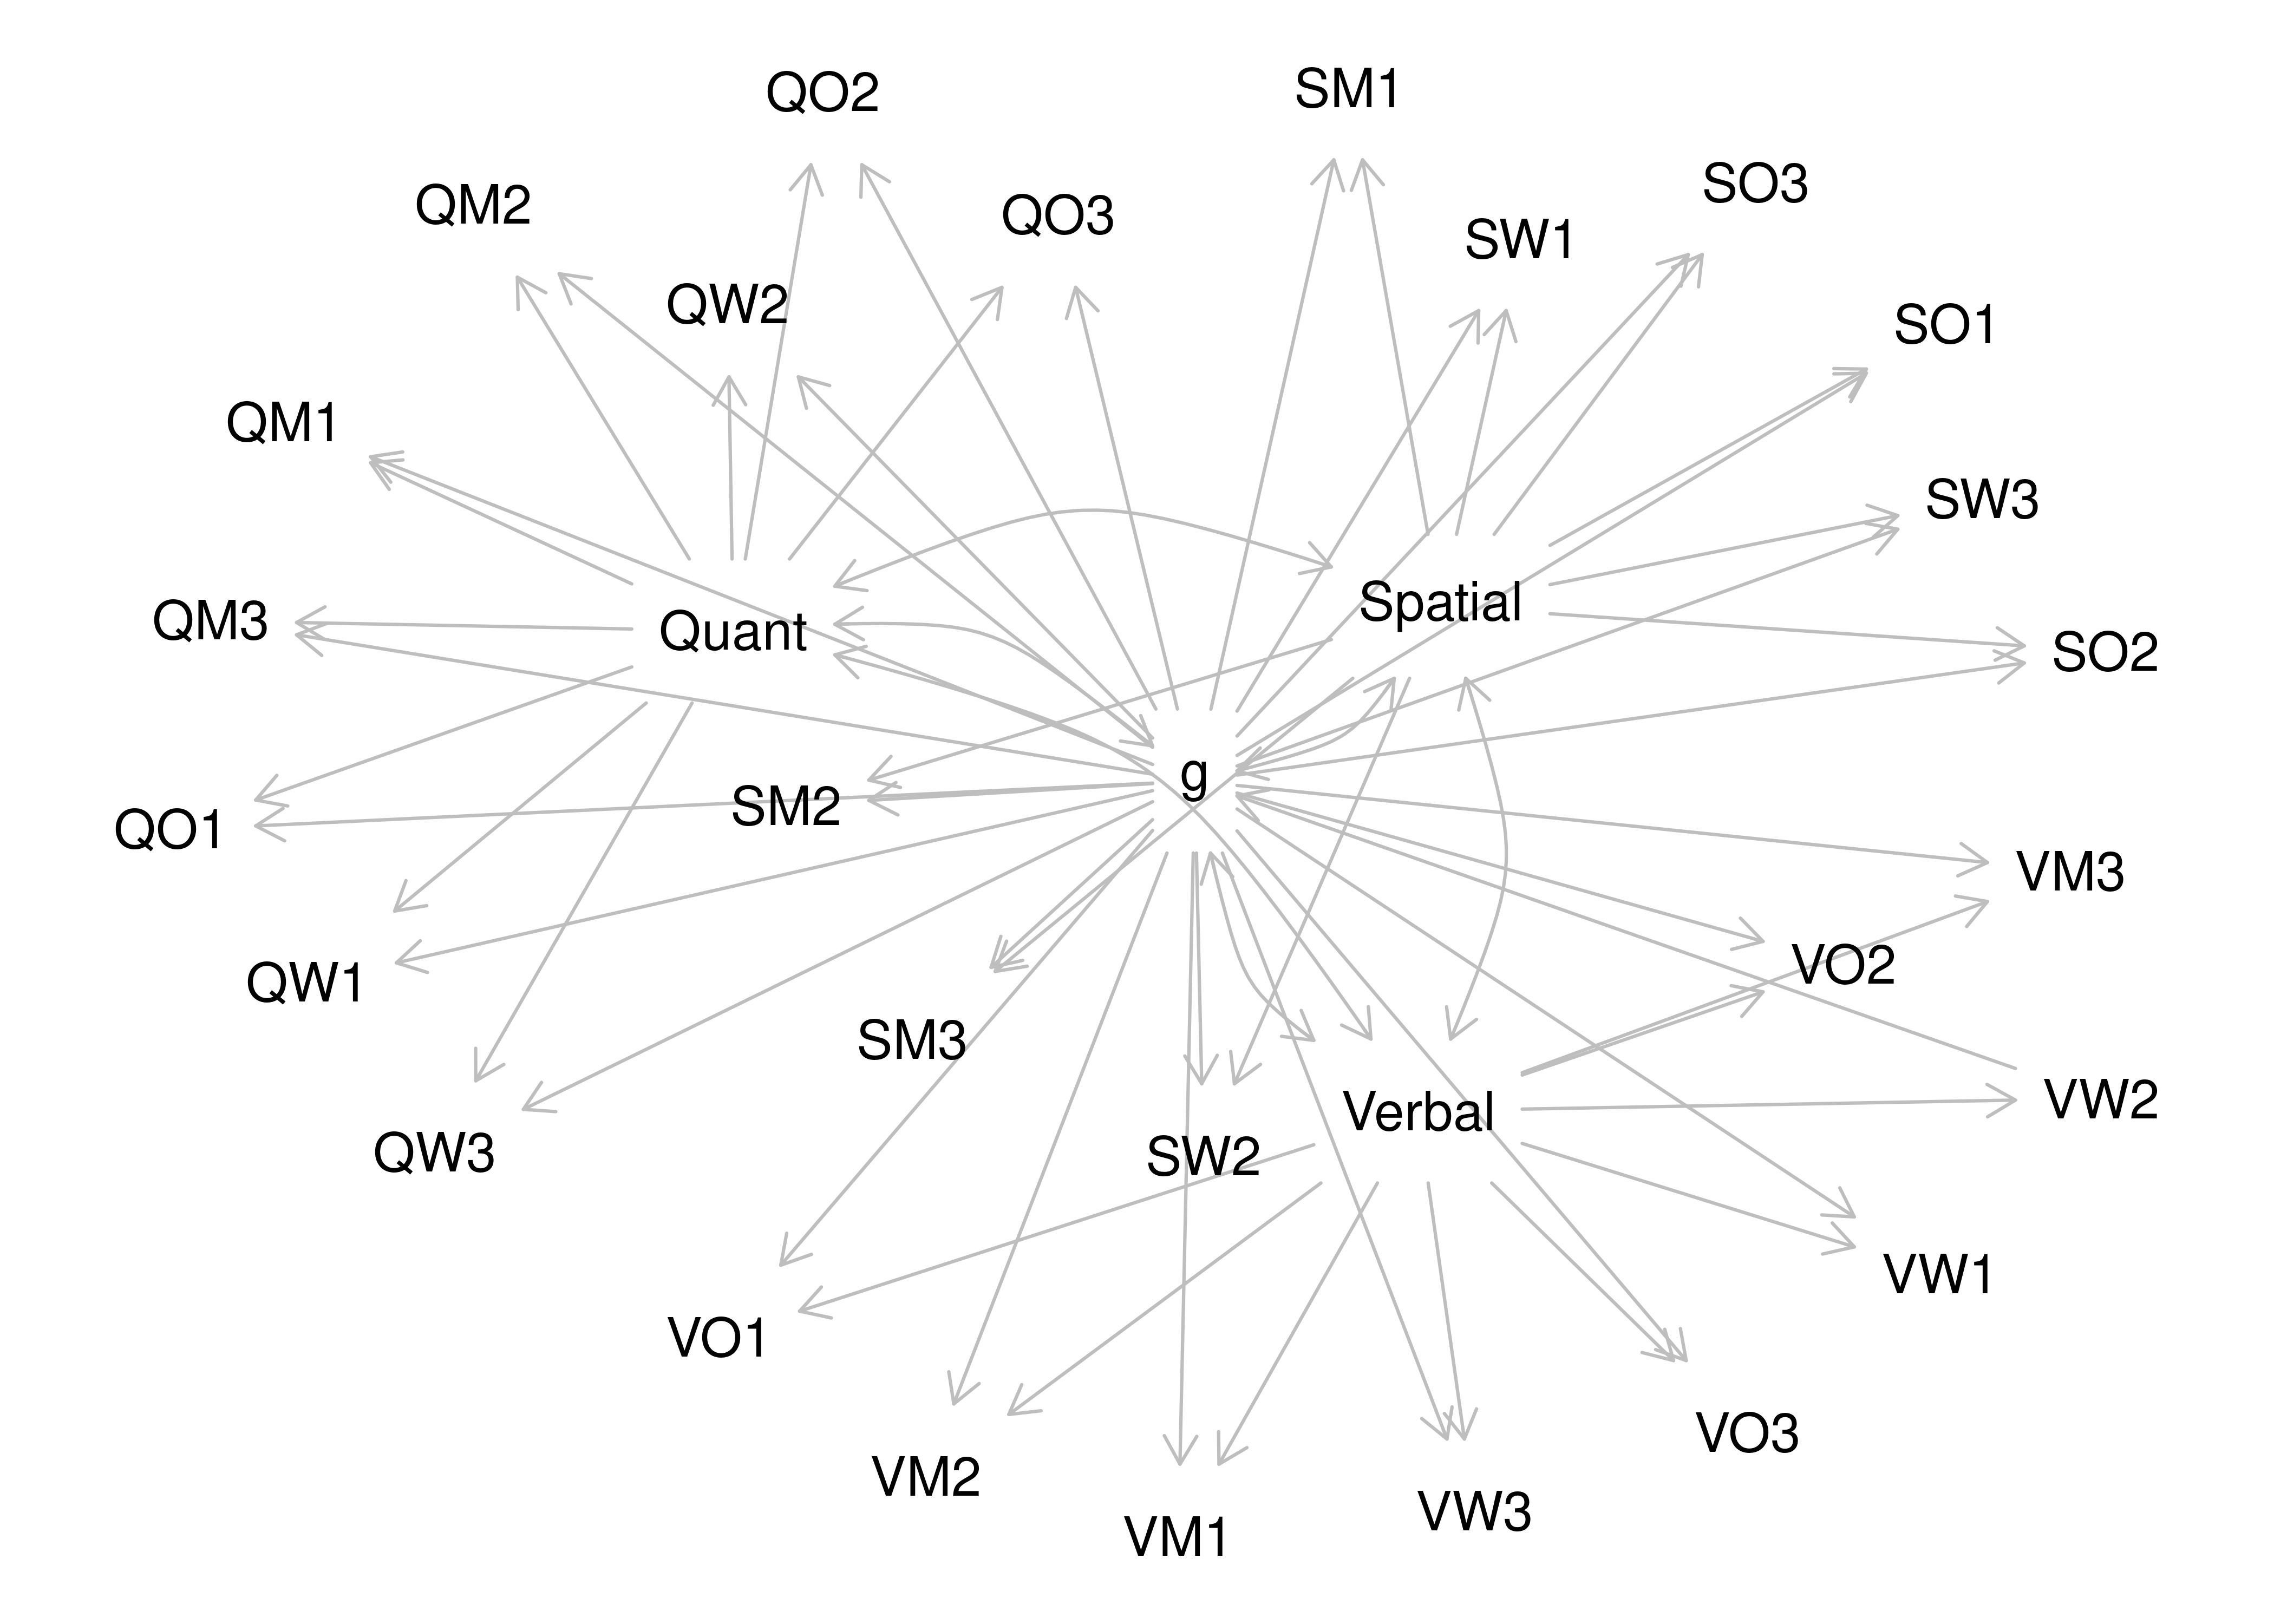 QO2
SM1
SO3
QM2
QO3
SW1
QW2
SO1
QM1
SW3
Spatial
QM3
Quant
SO2
g
SM2
QO1
VM3
VO2
QW1
SM3
VW2
Verbal
QW3
SW2
VW1
VO1
VO3
VM2
VW3
VM1